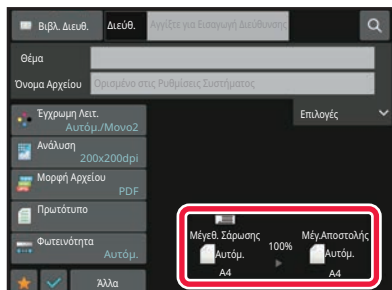 Βιβλ. Διευθ.
Διεύθ.
Αγγίξτε για Εισαγωγή Διεύθυνσης
Θέμα
Όνομα Αρχείου
Ορισμένο στις Ρυθμίσεις Συστήματος
Έγχρωμη Λειτ.
Αυτόμ./Μονο2
Επιλογές
Ανάλυση
200x200dpi
Μορφή Αρχείου
PDF
Πρωτότυπο
Φωτεινότητα
Αυτόμ.
Μέγεθ. Σάρωσης
100%
Μέγ.Αποστολής
Αυτόμ.
Αυτόμ.
A4
A4
Άλλα